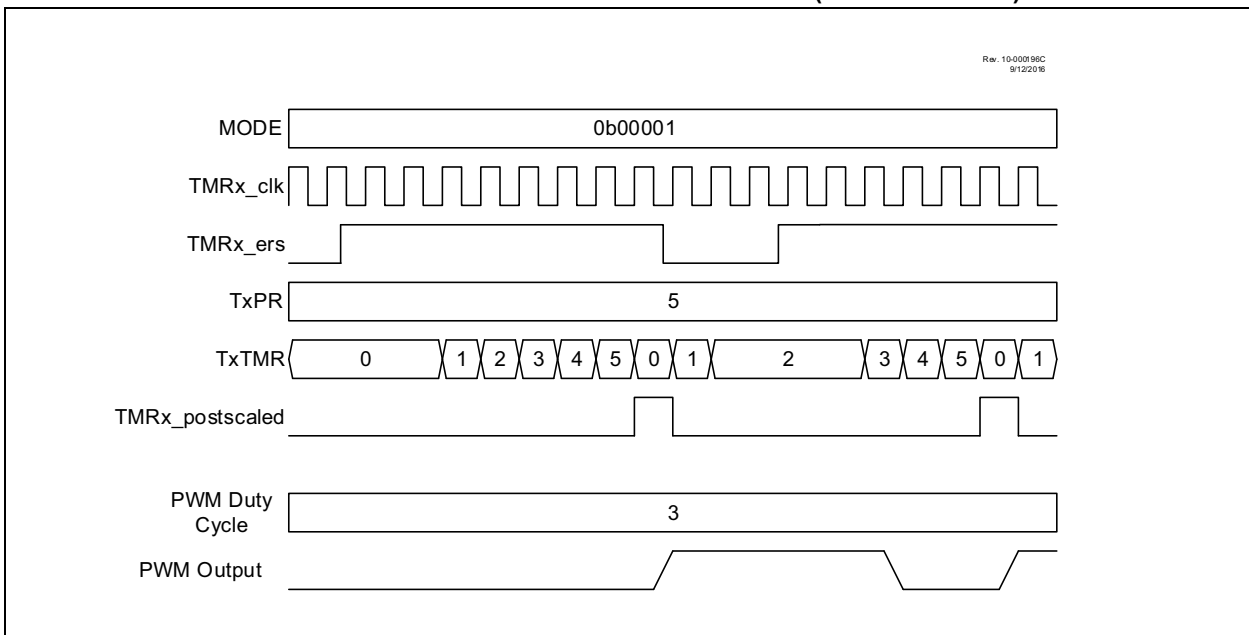 Rev. 10-000196C
9/12/2016
MODE 0b00001
TMRx_clk
TMRx_ers
TxPR 5
TxTMR 0 1 2 3 4 5 0 1 2 3 4 5 0 1
TMRx_postscaled
PWM Duty
Cycle
3
PWM Output